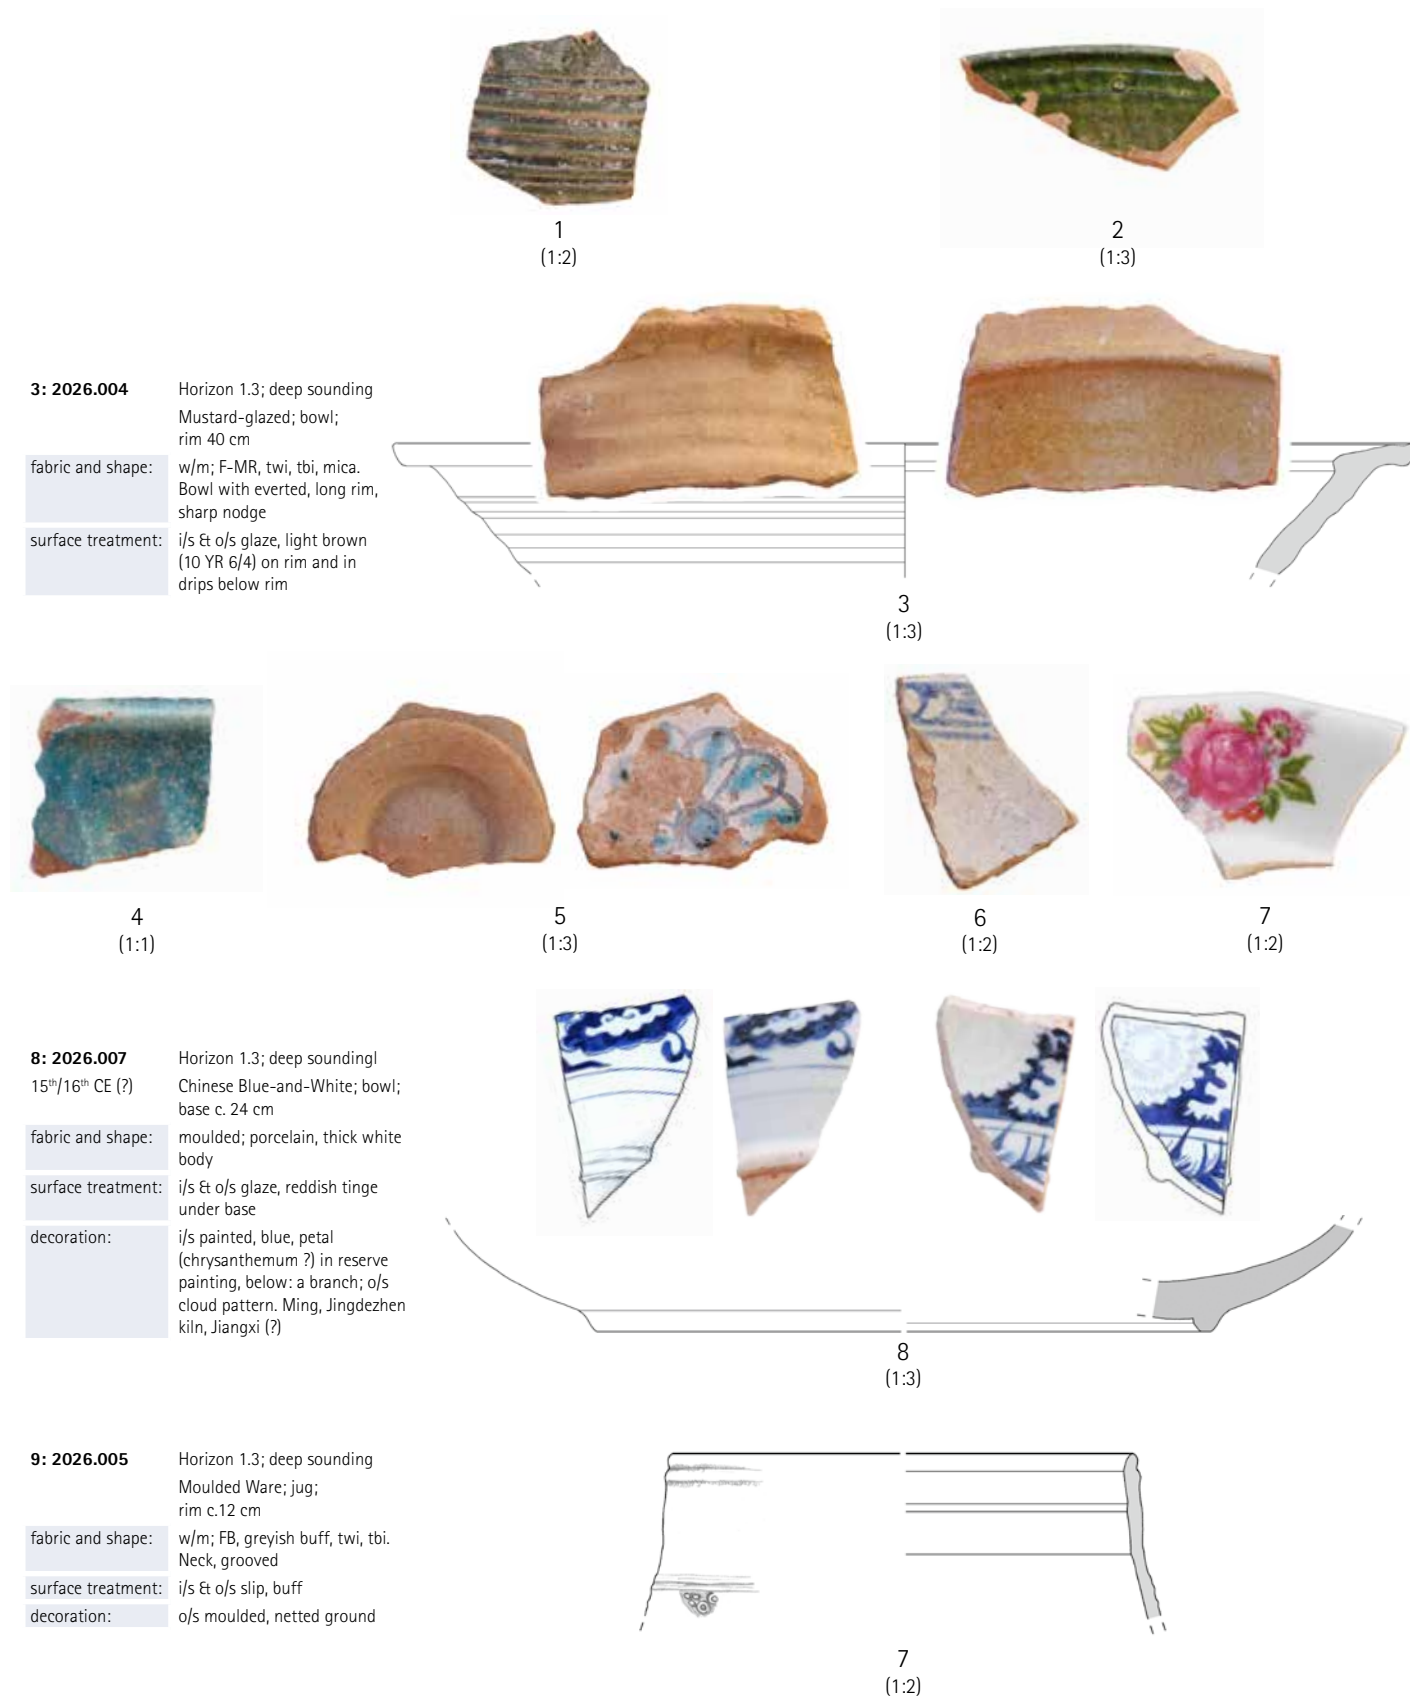 1
(1:2)
2
(1:3)
3: 2026.004
Horizon 1.3; deep sounding
Mustard-glazed; bowl;
rim 40 cm
fabric and shape:
w/m; F-MR, twi, tbi, mica.
Bowl with everted, long rim,
sharp nodge
surface treatment:
i/s & o/s glaze, light brown
(10 YR 6/4) on rim and in
drips below rim
3
(1:3)
4
(1:1)
5
(1:3)
6
(1:2)
7
(1:2)
8: 2026.007
Horizon 1.3; deep soundingl
15th/16th CE (?)
Chinese Blue-and-White; bowl;
base c. 24 cm
fabric and shape:
moulded; porcelain, thick white
body
surface treatment:
i/s & o/s glaze, reddish tinge
under base
decoration:
i/s painted, blue, petal
(chrysanthemum ?) in reserve
painting, below: a branch; o/s
cloud pattern. Ming, Jingdezhen
kiln, Jiangxi (?)
8
(1:3)
9: 2026.005
Horizon 1.3; deep sounding
Moulded Ware; jug;
rim c.12 cm
fabric and shape:
w/m; FB, greyish buff, twi, tbi.
Neck, grooved
surface treatment:
i/s & o/s slip, buff
decoration:
o/s moulded, netted ground
7
(1:2)